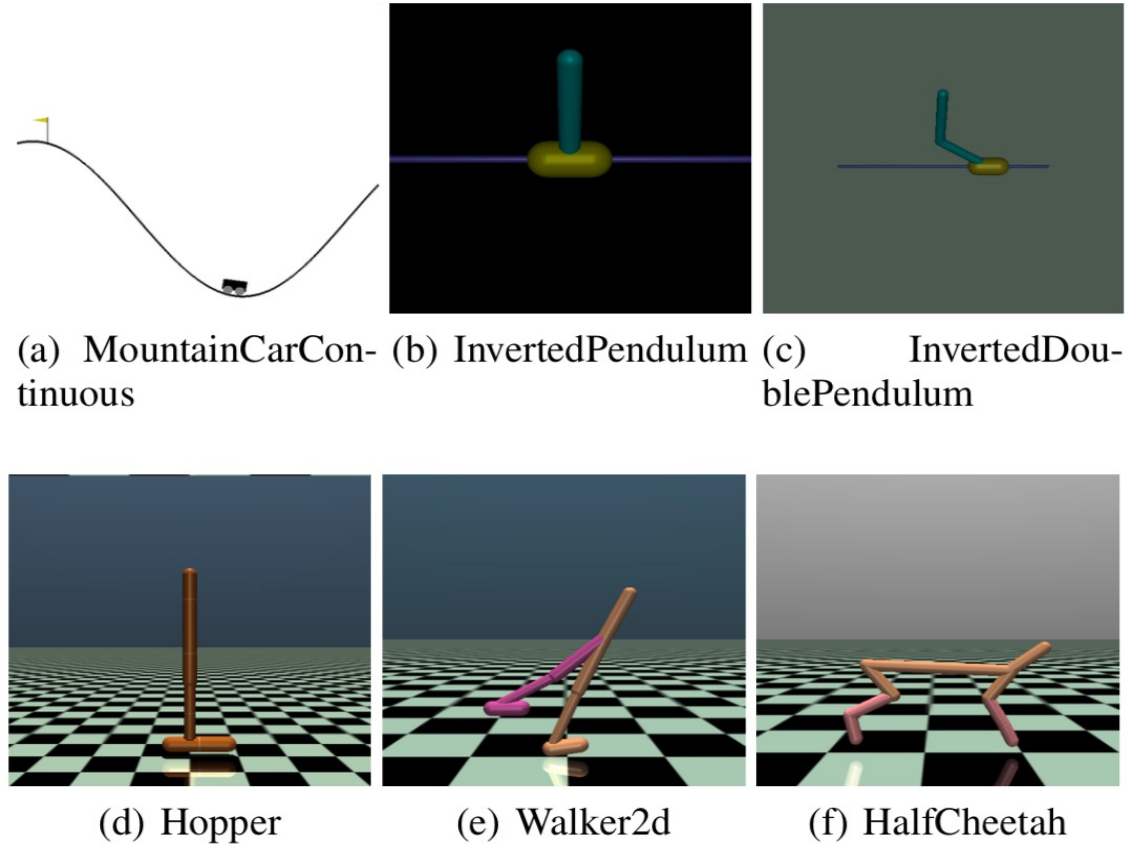 (a) MountainCarCon-
tinuous
(b) InvertedPendulum
(c) InvertedDou-
blePendulum
(d) Hopper
(e) Walker2d
(f) HalfCheetah